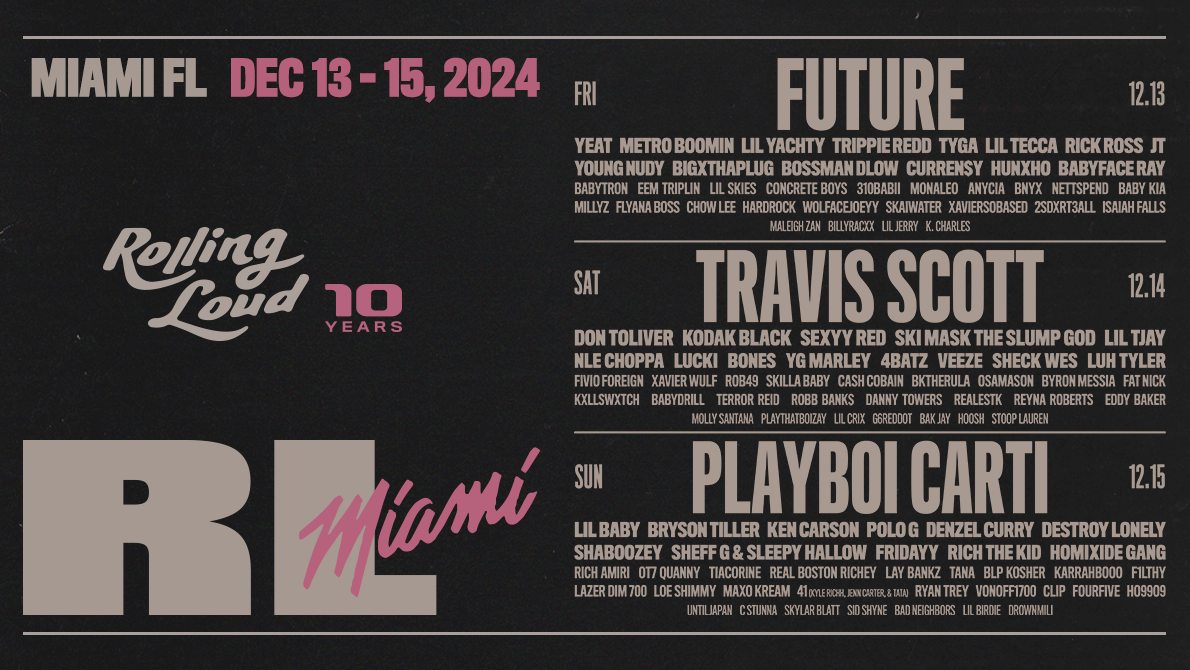 MIAMI FL DEC 13 - 15, 2024
Rolling
Loud
10
YEARS
RL
Miami
FRI
FUTURE
12.13
YEAT METRO BOOMIN LIL YACHTY TRIPPIE REDD TYGA LIL TECCA RICK ROSS JT
YOUNG NUDY BIGXTHAPLUG BOSSMAN DLOW CURREN$Y HUNXHO BABYFACE RAY
BABYTRON EEM TRIPLIN LIL SKIES CONCRETE BOYS 310BABII MONALEO ANYCIA BNYX NETTSPEND BABY KIA
MILLYZ FLYANA BOSS CHOW LEE HARDROCK WOLFACEJOEYY SKAIWATER XAVIERSOBASED 2SDXRT3ALL ISAIAH FALLS
MALEIGH ZAN BILLYRACXX LIL JERRY K. CHARLES
SAT
TRAVIS SCOTT
12.14
DON TOLIVER KODAK BLACK SEXYY RED SKI MASK THE SLUMP GOD LIL TJAY
NLE CHOPPA LUCKI BONES YG MARLEY 4BATZ VEEZE SHECK WES LUH TYLER
FIVIO FOREIGN XAVIER WULF ROB49 SKILLA BABY CASH COBAIN BKTHERULA OSAMASON BYRON MESSIA FAT NICK
KXLLSWXTCH BABYDRILL TERROR REID ROBB BANKS DANNY TOWERS REALESTK REYNA ROBERTS EDDY BAKER
MOLLY SANTANA PLAYTHATBOIZAY LIL CRIX G6REDDOT BAK JAY HOOSH STOOP LAUREN
SUN
PLAYBOI CARTI
12.15
LIL BABY BRYSON TILLER KEN CARSON POLO G DENZEL CURRY DESTROY LONELY
SHABOOZEY SHEFF G & SLEEPY HALLOW FRIDAYY RICH THE KID HOMIXIDE GANG
RICH AMIRI OT7 QUANNY TIACORINE REAL BOSTON RICHEY LAY BANKZ TANA BLP KOSHER KARRAHBOOO F1LTHY
LAZER DIM 700 LOE SHIMMY MAXO KREAM 41 (KYLE RICHH, JENN CARTER, & TATA) RYAN TREY VONOFF1700 CLIP FOURFIVE HO9909
UNTILJAPAN C STUNNA SKYLAR BLATT SID SHYNE BAD NEIGHBORS LIL BIRDIE DROWNMILI